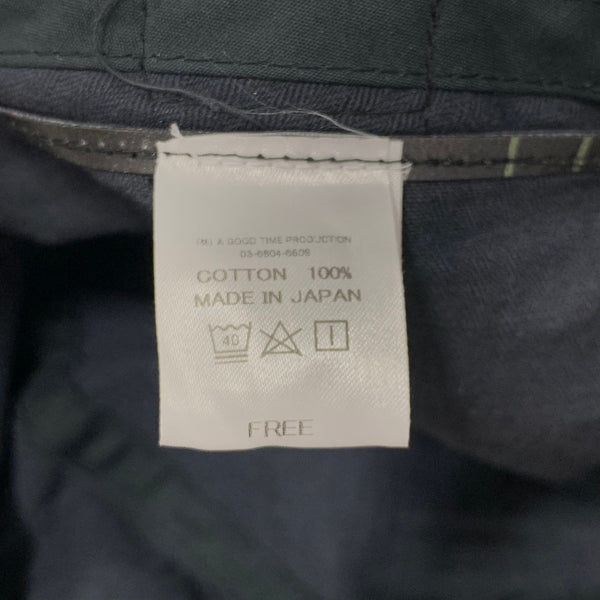 (株) A GOOD TIME PRODUCTION
03-6804-6609
COTTON 100%
MADE IN JAPAN
40
FREE